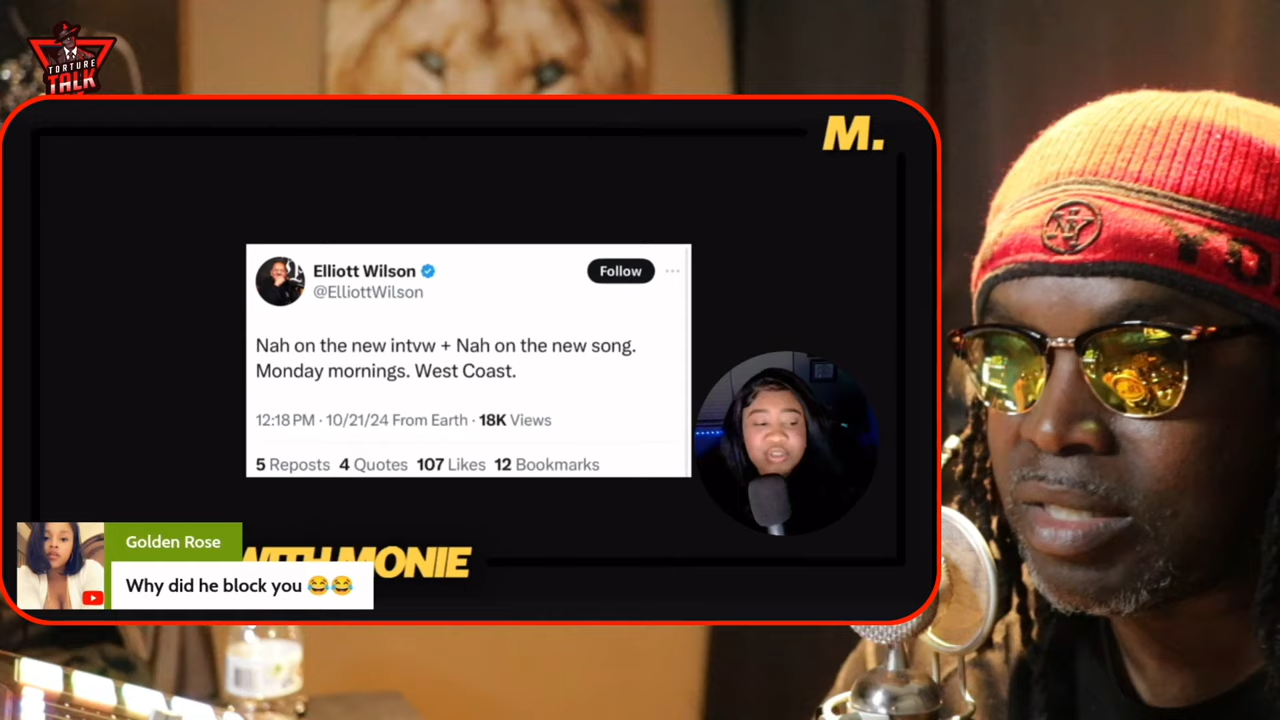 TORTURE
TALK
M.
Elliott Wilson
Follow
@ElliottWilson
Nah on the new intvw + Nah on the new song.
Monday mornings. West Coast.
12:18 PM · 10/21/24 From Earth · 18K Views
5 Reposts 4 Quotes 107 Likes 12 Bookmarks
Golden Rose
WITH MONIE
Why did he block you 😂😂
NY